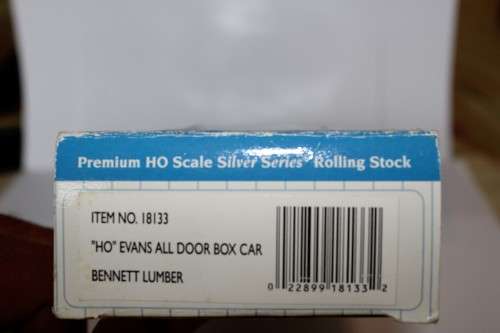 Premium HO Scale Silver Series Rolling Stock
ITEM NO. 18133
"HO" EVANS ALL DOOR BOX CAR
BENNETT LUMBER
0 22899 18133 2